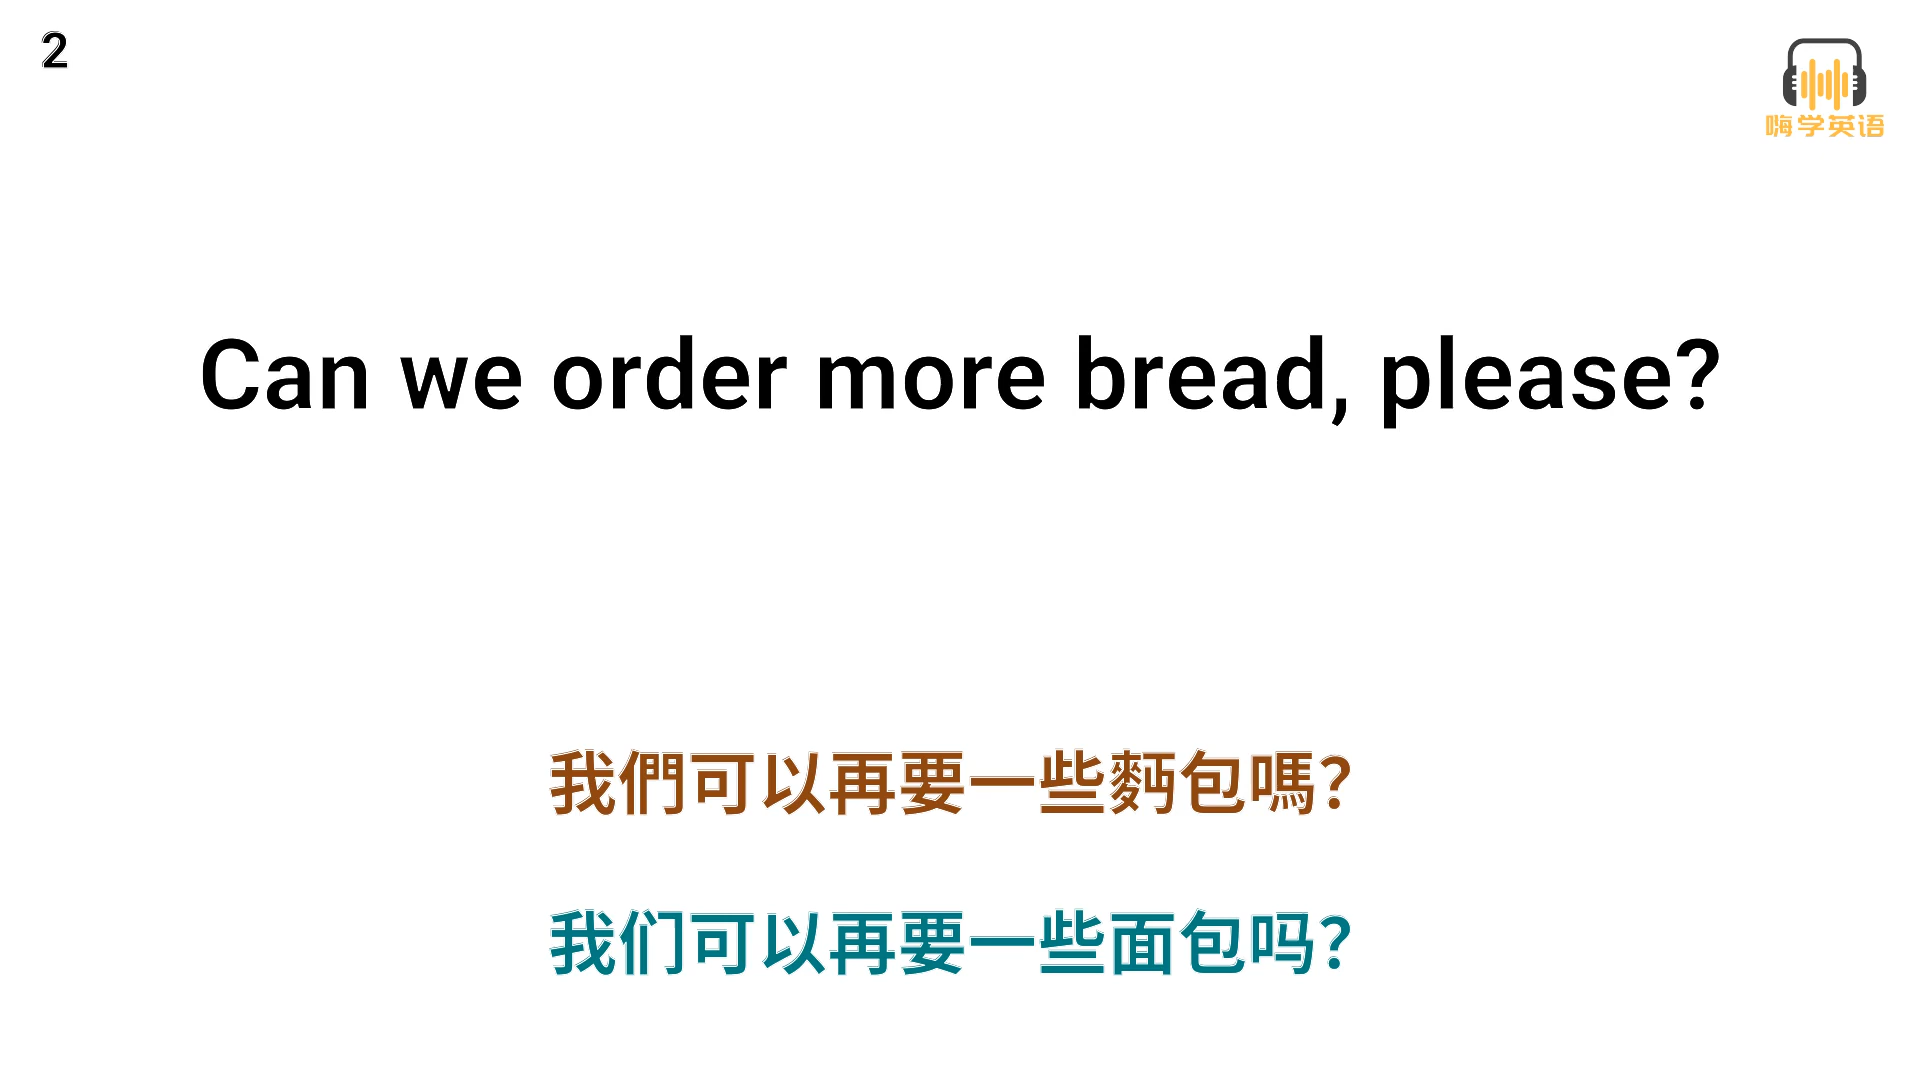 2
嗨学英语
Can we order more bread, please?
我們可以再要一些麪包嗎？
我们可以再要一些面包吗？